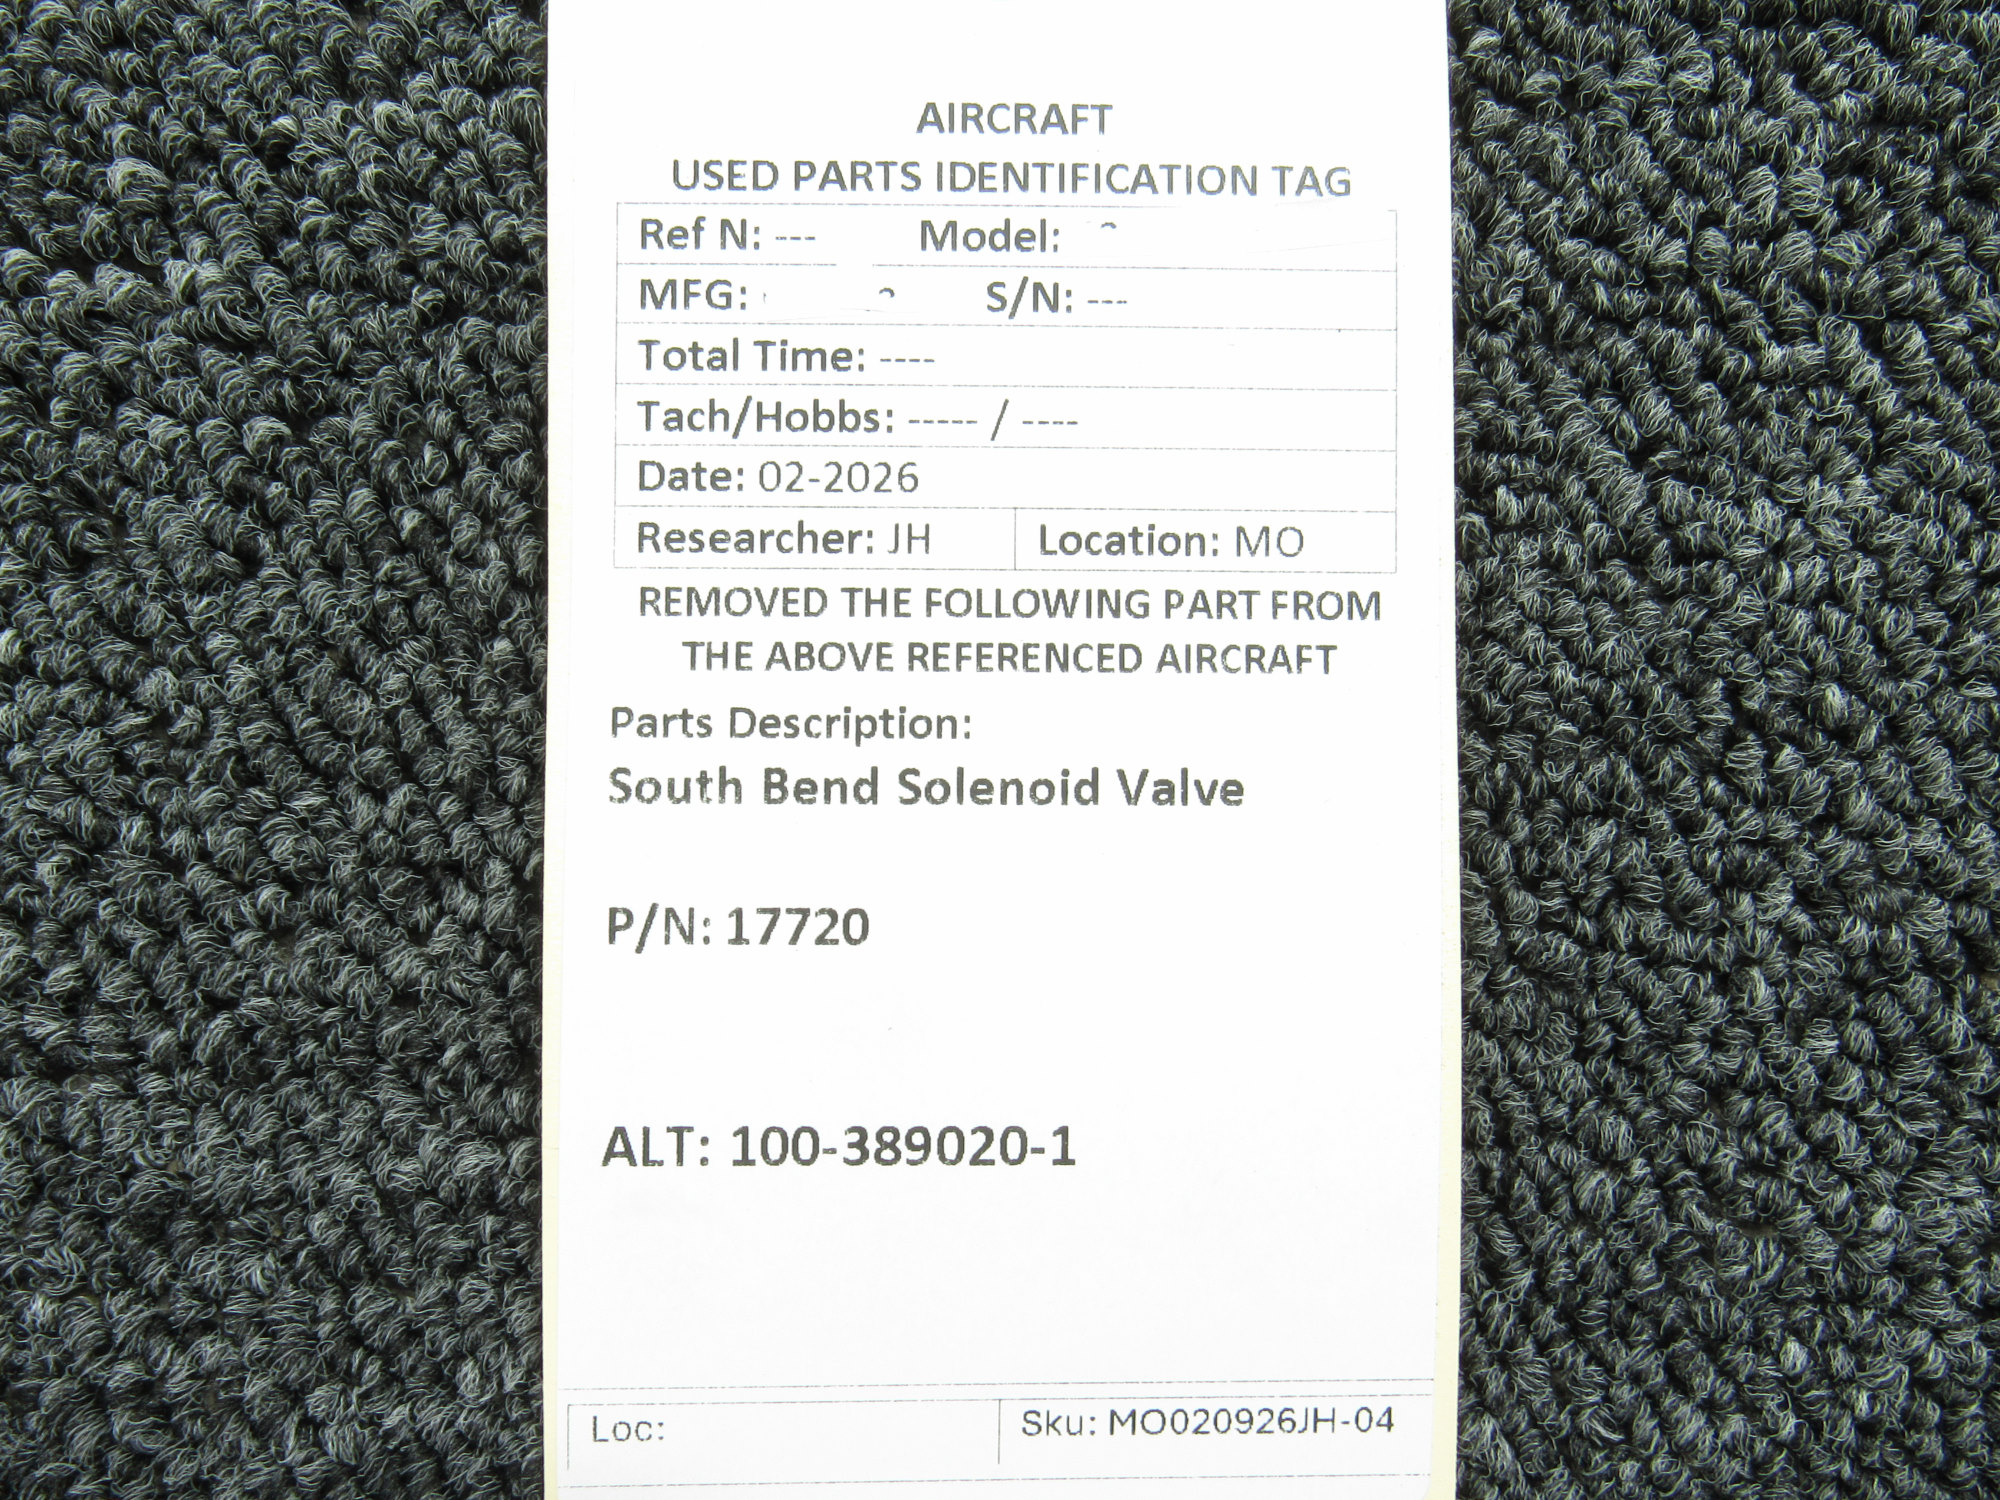 AIRCRAFT
USED PARTS IDENTIFICATION TAG
Ref N: --- Model:
MFG: S/N: ---
Total Time: ----
Tach/Hobbs: ----- / ----
Date: 02-2026
Researcher: JH Location: MO
REMOVED THE FOLLOWING PART FROM
THE ABOVE REFERENCED AIRCRAFT
Parts Description:
South Bend Solenoid Valve
P/N: 17720
ALT: 100-389020-1
Loc: Sku: MO020926JH-04